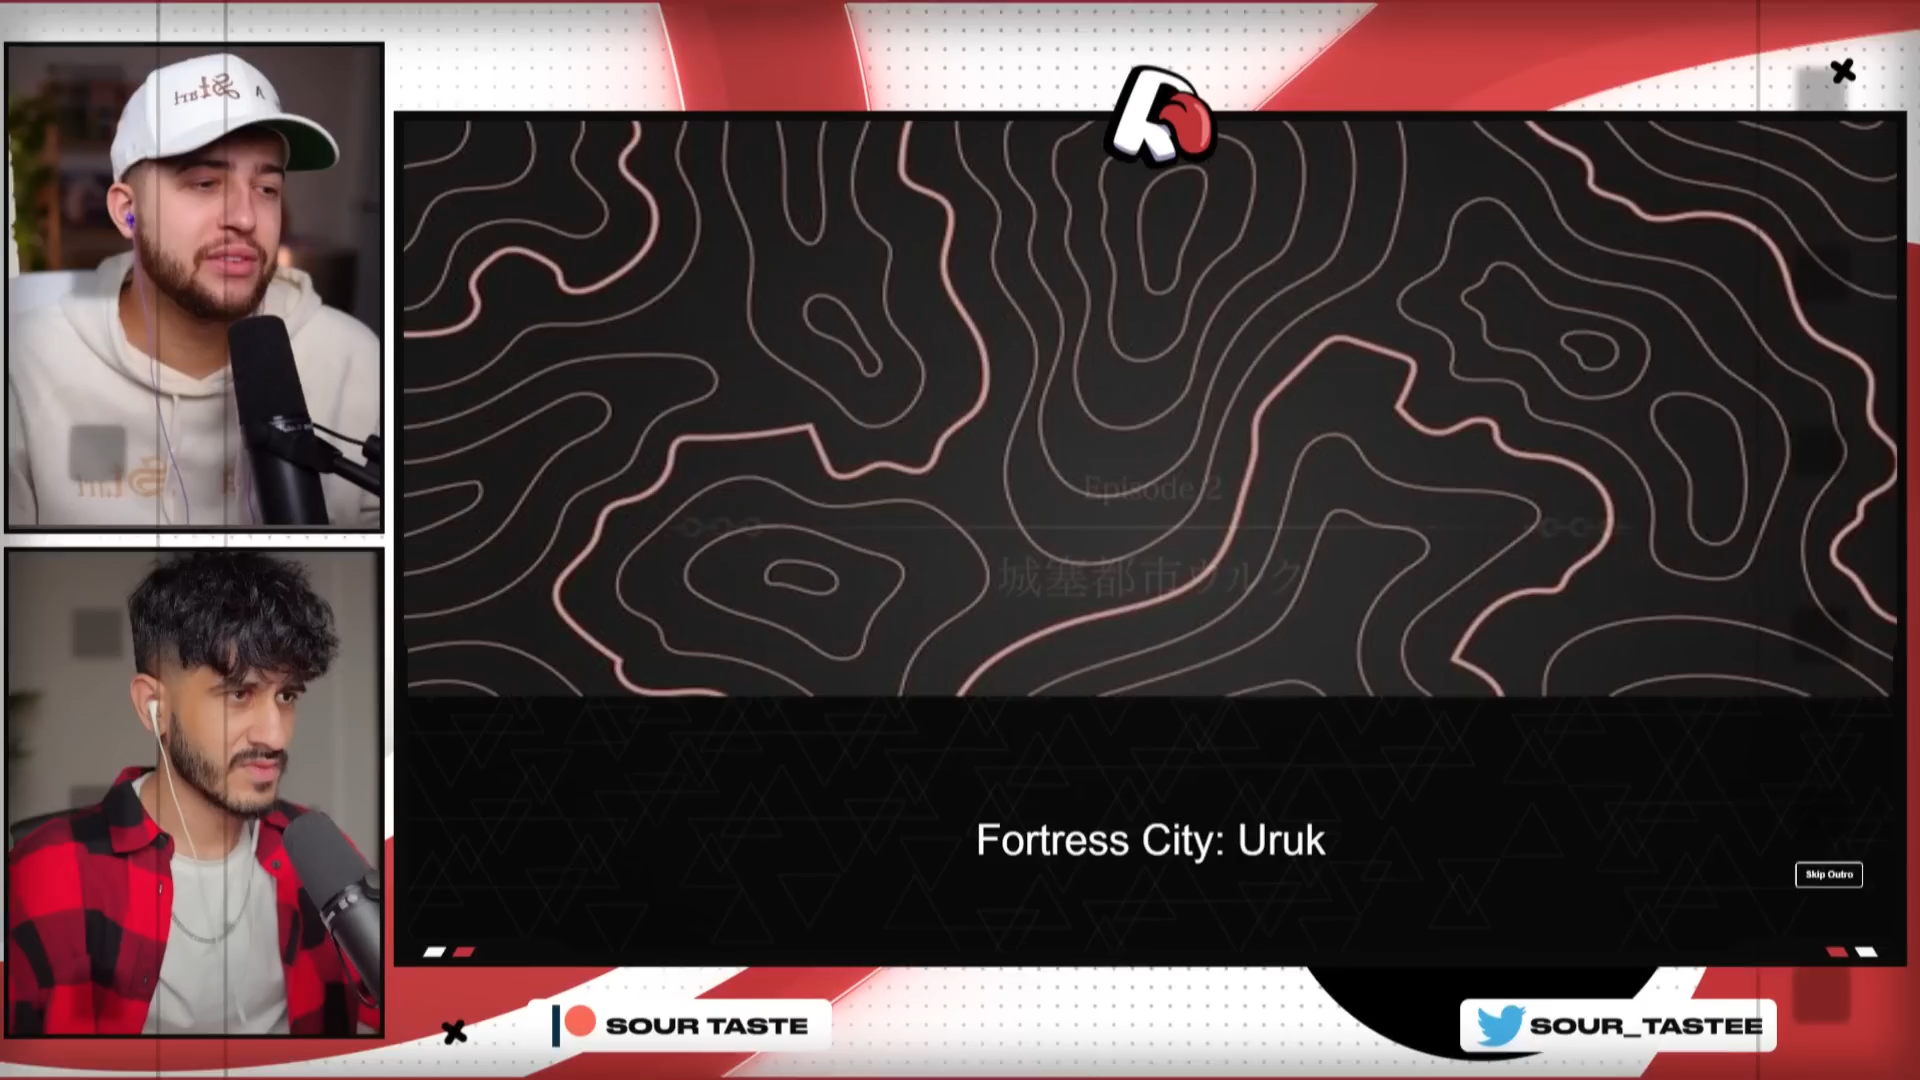 Episode 2
城塞都市ウルク
Fortress City: Uruk
Skip Outro
SOUR TASTE
SOUR_TASTEE